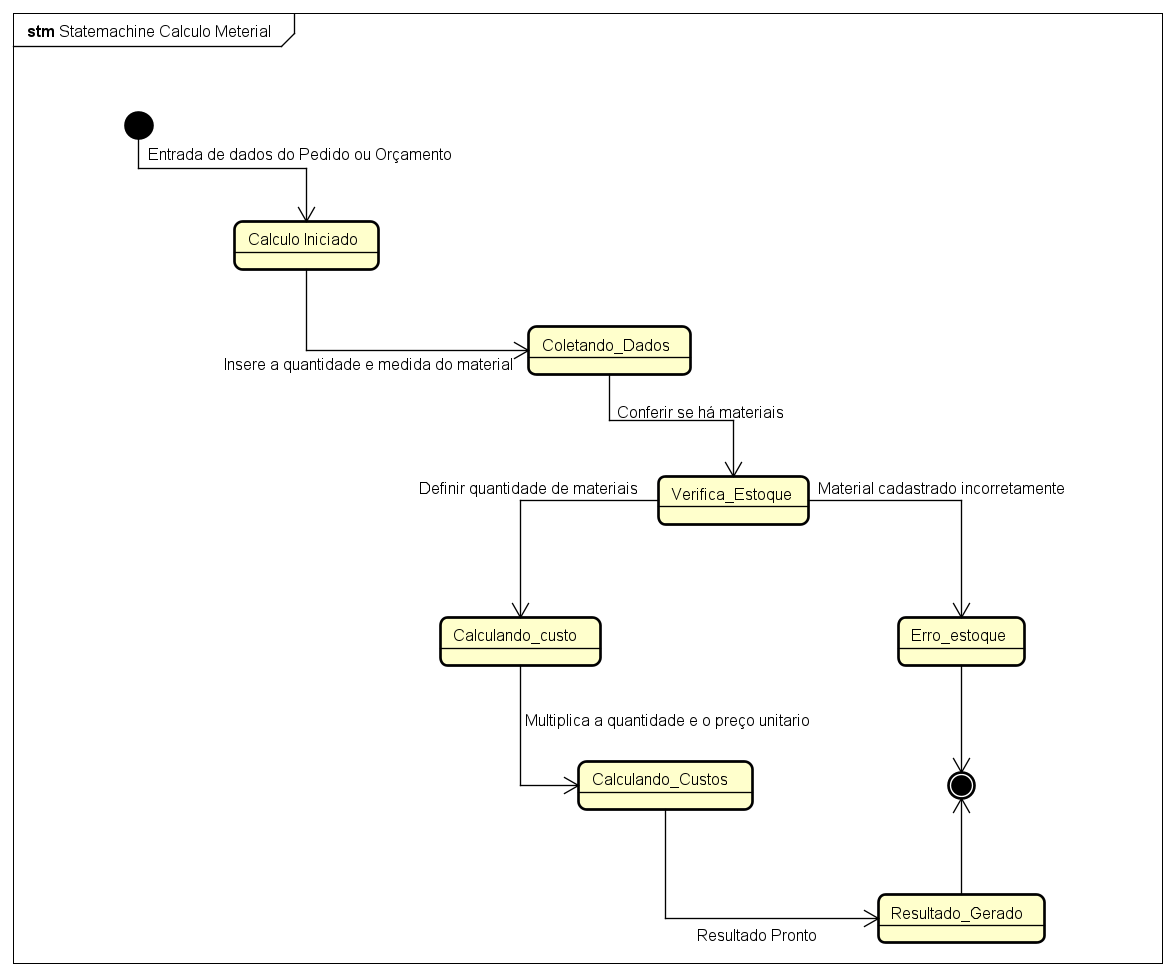 stm Statemachine Calculo Meterial
Entrada de dados do Pedido ou Orçamento
Calculo Iniciado
Coletando_Dados
Insere a quantidade e medida do material
Conferir se há materiais
Definir quantidade de materiais
Verifica_Estoque
Material cadastrado incorretamente
Calculando_custo
Erro_estoque
Multiplica a quantidade e o preço unitario
Calculando_Custos
Resultado_Gerado
Resultado Pronto